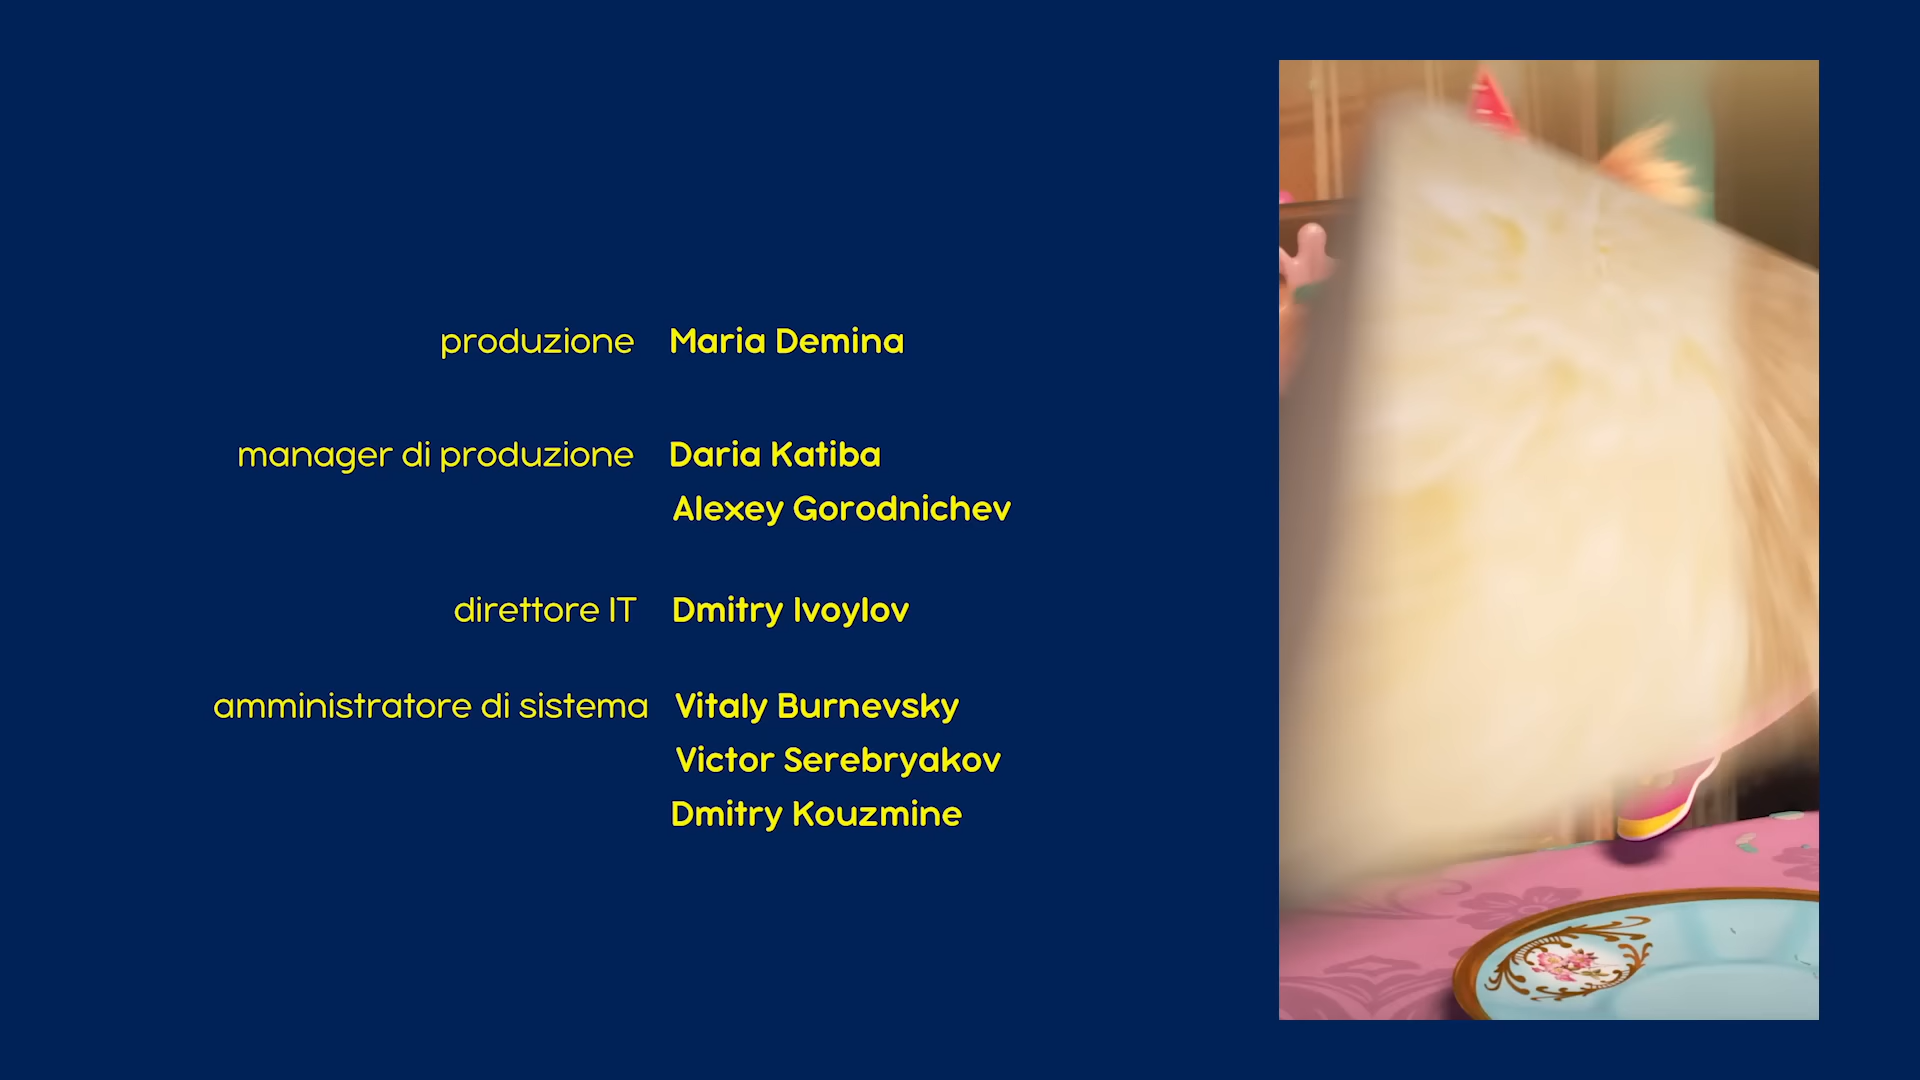 produzione Maria Demina
manager di produzione Daria Katiba
Alexey Gorodnichev
direttore IT Dmitry Ivoylov
amministratore di sistema Vitaly Burnevsky
Victor Serebryakov
Dmitry Kouzmine